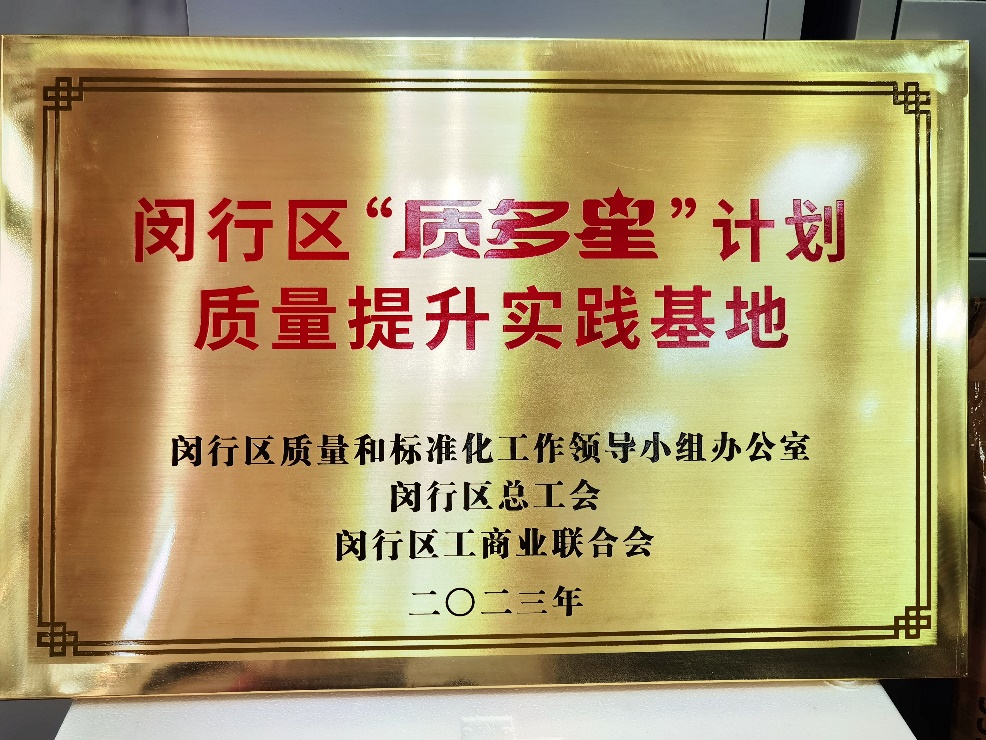 闵行区“质多星”计划
质量提升实践基地
闵行区质量和标准化工作领导小组办公室
闵行区总工会
闵行区工商业联合会
二〇二三年